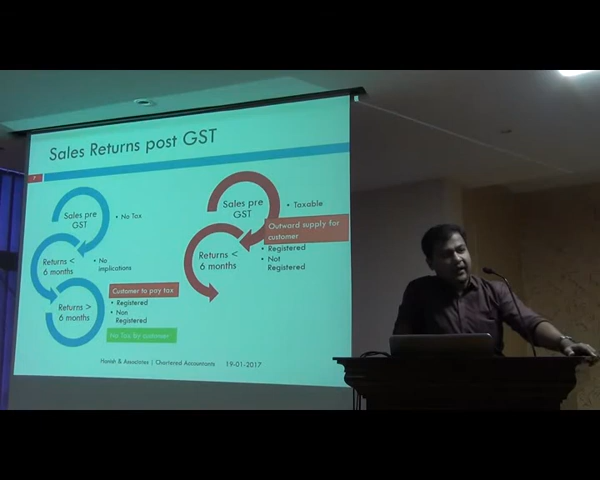 Sales Returns post GST
7
Sales pre
GST
• No Tax
Returns <
6 months
• No
implications
Returns >
6 months
Customer to pay tax
• Registered
• Non
Registered
No Tax for customer
Sales pre
GST
• Taxable
Outward supply for
customer
Returns <
6 months
• Registered
• Not
Registered
Hamish & Associates | Chartered Accountants
19-01-2017